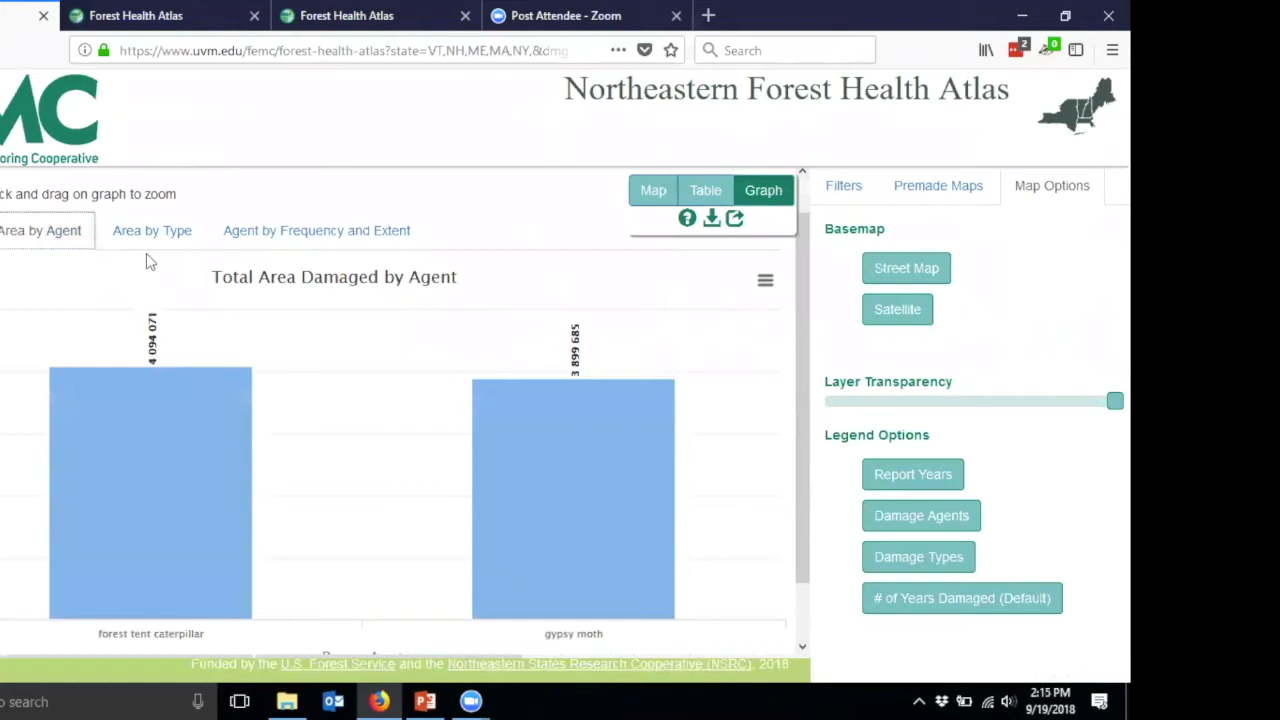 Forest Health Atlas
Forest Health Atlas
Post Attendee - Zoom
https://www.uvm.edu/femc/forest-health-atlas?state=VT,NH,ME,MA,NY,&dmg
Search
2
0
MC
oring Cooperative
Northeastern Forest Health Atlas
ck and drag on graph to zoom
Map
Table
Graph
Filters
Premade Maps
Map Options
Area by Agent
Area by Type
Agent by Frequency and Extent
Basemap
Street Map
Satellite
Total Area Damaged by Agent
4 094 071
3 899 685
Layer Transparency
Legend Options
Report Years
Damage Agents
Damage Types
# of Years Damaged (Default)
forest tent caterpillar
gypsy moth
Funded by the U.S. Forest Service and the Northeastern States Research Cooperative (NSRC), 2018
o search
2:15 PM
9/19/2018